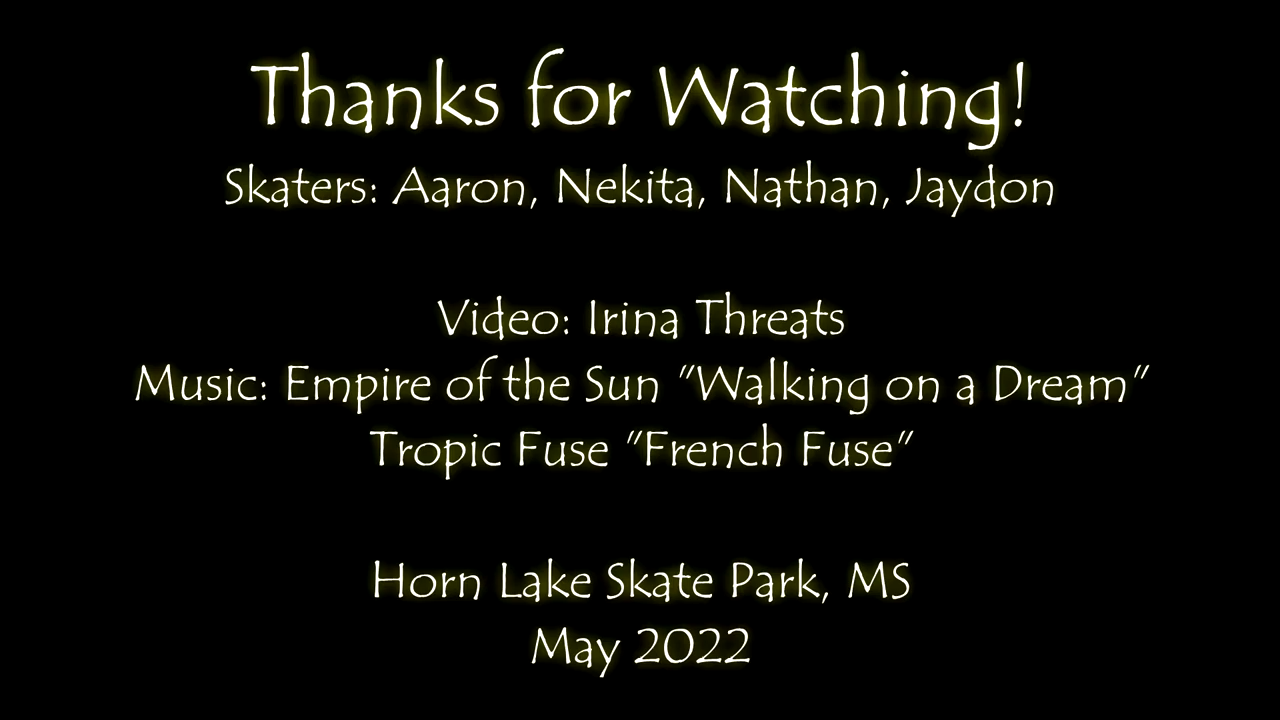 Thanks for Watching!
Skaters: Aaron, Nekita, Nathan, Jaydon
Video: Irina Threats
Music: Empire of the Sun "Walking on a Dream"
Tropic Fuse "French Fuse"
Horn Lake Skate Park, MS
May 2022